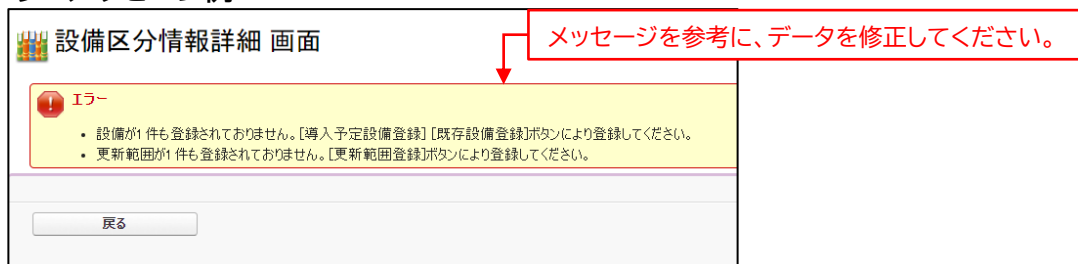 設備区分情報詳細 画面
メッセージを参考に、データを修正してください。
エラー
• 設備が1 件も登録されておりません。[導入予定設備登録] [既存設備登録]ボタンにより登録してください。
• 更新範囲が1 件も登録されておりません。[更新範囲登録]ボタンにより登録してください。
戻る